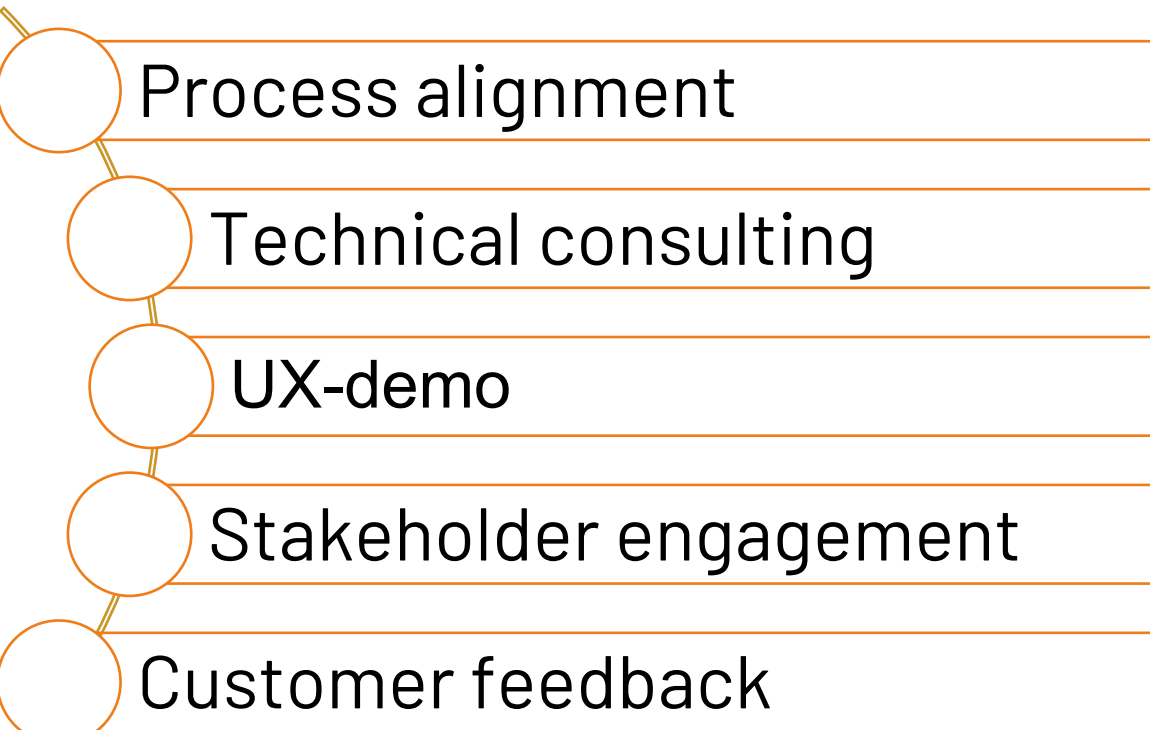 Process alignment
Technical consulting
UX-demo
Stakeholder engagement
Customer feedback